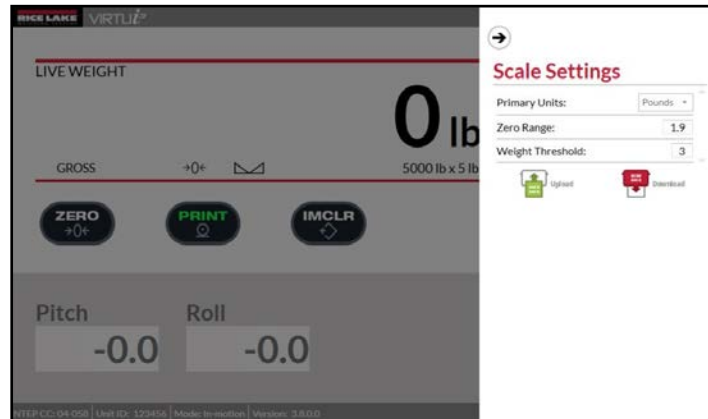 RICE LAKE VIRTUi³
LIVE WEIGHT
0 lb
GROSS →0← 5000 lb x 5 lb
ZERO PRINT IMCLR
→0←
Pitch Roll
-0.0 -0.0
NTEP CC: 04-058 | Unit ID: 123456 | Mode: In-motion | Version: 3.8.0.0
Scale Settings
Primary Units: Pounds
Zero Range: 1.9
Weight Threshold: 3
Upload Download